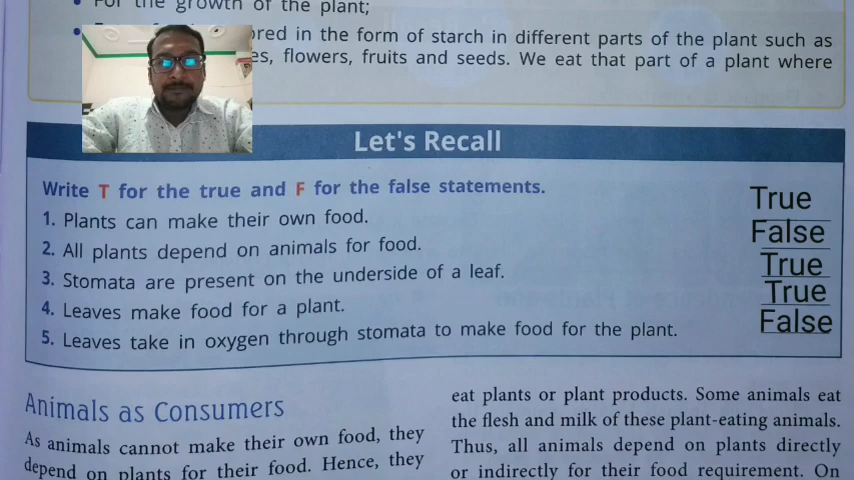 For the growth of the plant;
ored in the form of starch in different parts of the plant such as
es, flowers, fruits and seeds. We eat that part of a plant where
Let's Recall
Write T for the true and F for the false statements.
1. Plants can make their own food. True
2. All plants depend on animals for food. False
3. Stomata are present on the underside of a leaf. True
4. Leaves make food for a plant. True
5. Leaves take in oxygen through stomata to make food for the plant. False
Animals as Consumers
As animals cannot make their own food, they
depend on plants for their food. Hence, they
eat plants or plant products. Some animals eat
the flesh and milk of these plant-eating animals.
Thus, all animals depend on plants directly
or indirectly for their food requirement. On